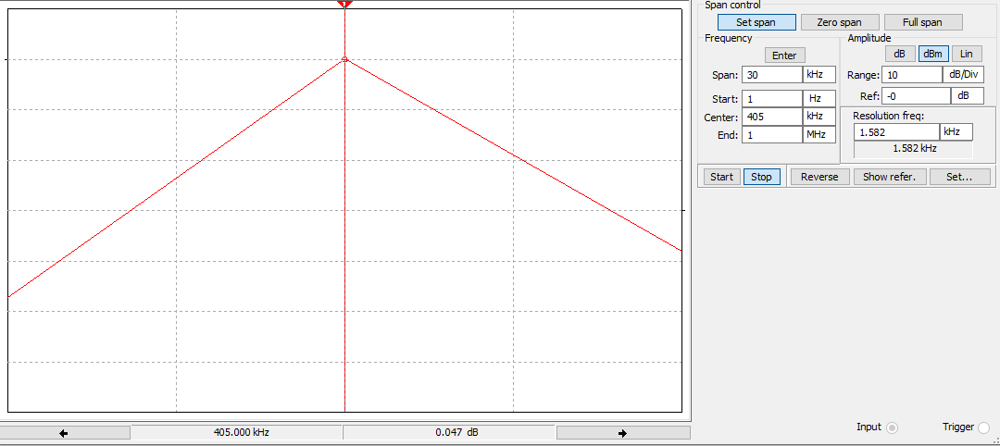 Span control
Set span Zero span Full span
Frequency
Enter
Span: 30 kHz
Start: 1 Hz
Center: 405 kHz
End: 1 MHz
Amplitude
dB dBm Lin
Range: 10 dB/Div
Ref: -0 dB
Resolution freq:
1.582 kHz
1.582 kHz
Start Stop Reverse Show refer. Set...
405.000 kHz 0.047 dB
Input Trigger